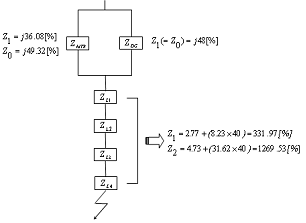 Z1 = j36.08[%]
Z0 = j49.32[%]
ZMTR
ZDG
Z1(= Z0) = j48[%]
ZL1
ZL2
ZL3
ZL4
Z1 = 2.77 + (8.23 × 40) = 331.97 [%]
Z2 = 4.73 + (31.62 × 40) = 1269.53 [%]